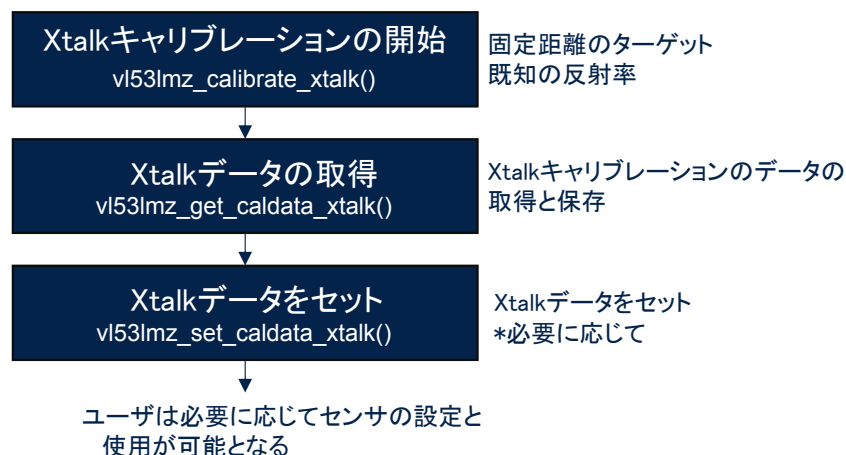 Xtalkキャリブレーションの開始
vl53lmz_calibrate_xtalk()
固定距離のターゲット
既知の反射率
Xtalkデータの取得
vl53lmz_get_caldata_xtalk()
Xtalkキャリブレーションのデータの
取得と保存
Xtalkデータをセット
vl53lmz_set_caldata_xtalk()
Xtalkデータをセット
*必要に応じて
ユーザは必要に応じてセンサの設定と
使用が可能となる